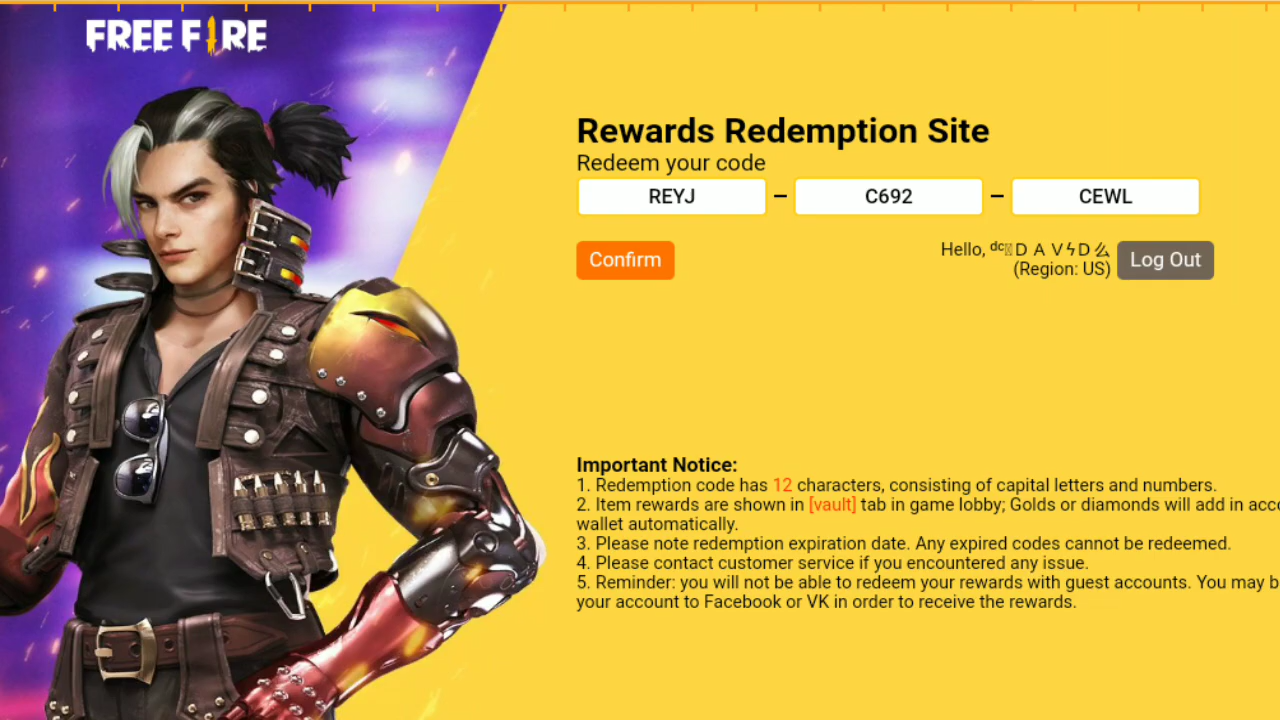 FREE FIRE
Rewards Redemption Site
Redeem your code
REYJ – C692 – CEWL
Confirm
Hello, ᵈᶜ D A V ϟ D 么
(Region: US)
Log Out
Important Notice:
1. Redemption code has 12 characters, consisting of capital letters and numbers.
2. Item rewards are shown in [vault] tab in game lobby; Golds or diamonds will add in acc
wallet automatically.
3. Please note redemption expiration date. Any expired codes cannot be redeemed.
4. Please contact customer service if you encountered any issue.
5. Reminder: you will not be able to redeem your rewards with guest accounts. You may b
your account to Facebook or VK in order to receive the rewards.